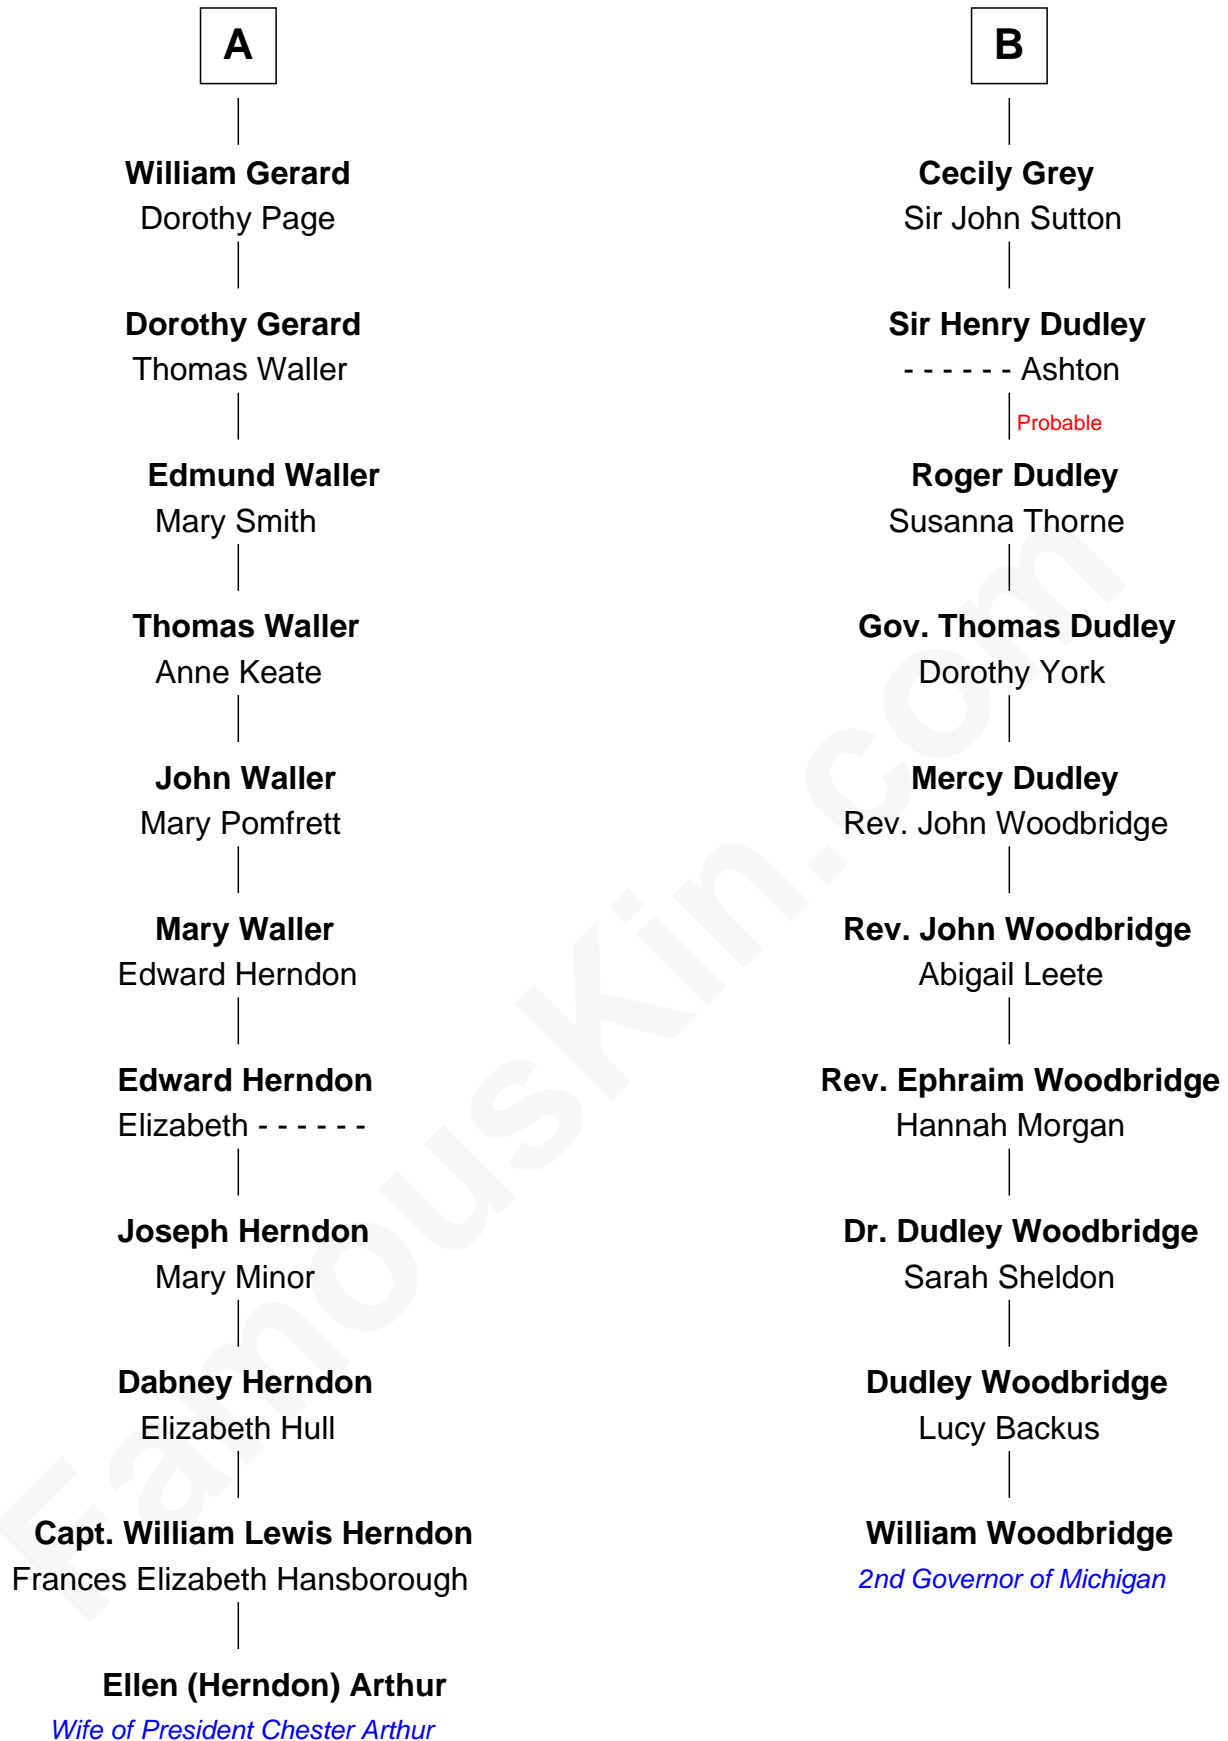 A
William Gerard
Dorothy Page
Dorothy Gerard
Thomas Waller
Edmund Waller
Mary Smith
Thomas Waller
Anne Keate
John Waller
Mary Pomfrett
Mary Waller
Edward Herndon
Edward Herndon
Elizabeth - - - - - -
Joseph Herndon
Mary Minor
Dabney Herndon
Elizabeth Hull
Capt. William Lewis Herndon
Frances Elizabeth Hansborough
Ellen (Herndon) Arthur
Wife of President Chester Arthur
B
Cecily Grey
Sir John Sutton
Sir Henry Dudley
- - - - - - Ashton
Probable
Roger Dudley
Susanna Thorne
Gov. Thomas Dudley
Dorothy York
Mercy Dudley
Rev. John Woodbridge
Rev. John Woodbridge
Abigail Leete
Rev. Ephraim Woodbridge
Hannah Morgan
Dr. Dudley Woodbridge
Sarah Sheldon
Dudley Woodbridge
Lucy Backus
William Woodbridge
2nd Governor of Michigan
FamousKin.com